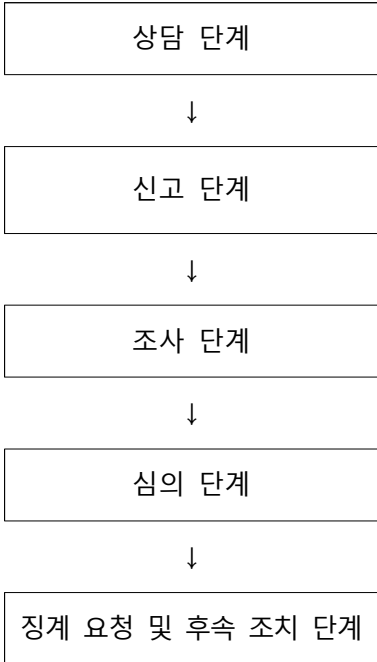 상담 단계
↓
신고 단계
↓
조사 단계
↓
심의 단계
↓
징계 요청 및 후속 조치 단계